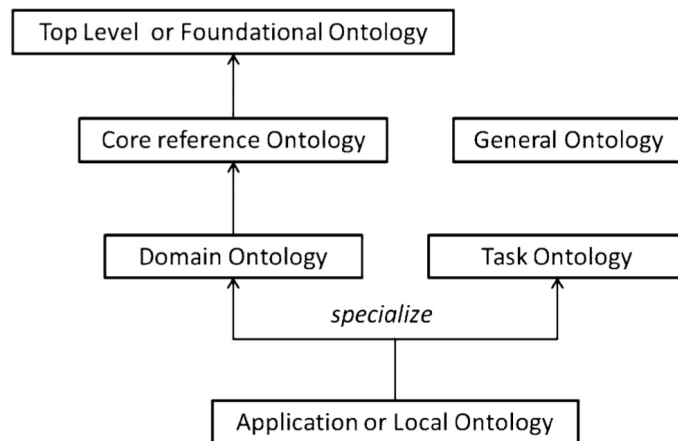 Top Level or Foundational Ontology
Core reference Ontology
General Ontology
Domain Ontology
Task Ontology
specialize
Application or Local Ontology